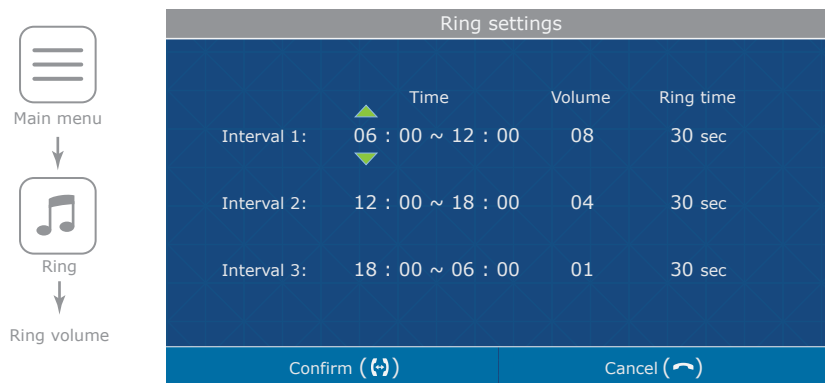 Ring settings
Main menu
Ring
Ring volume
Time Volume Ring time
Interval 1: 06 : 00 ~ 12 : 00 08 30 sec
Interval 2: 12 : 00 ~ 18 : 00 04 30 sec
Interval 3: 18 : 00 ~ 06 : 00 01 30 sec
Confirm ( ) Cancel ( )